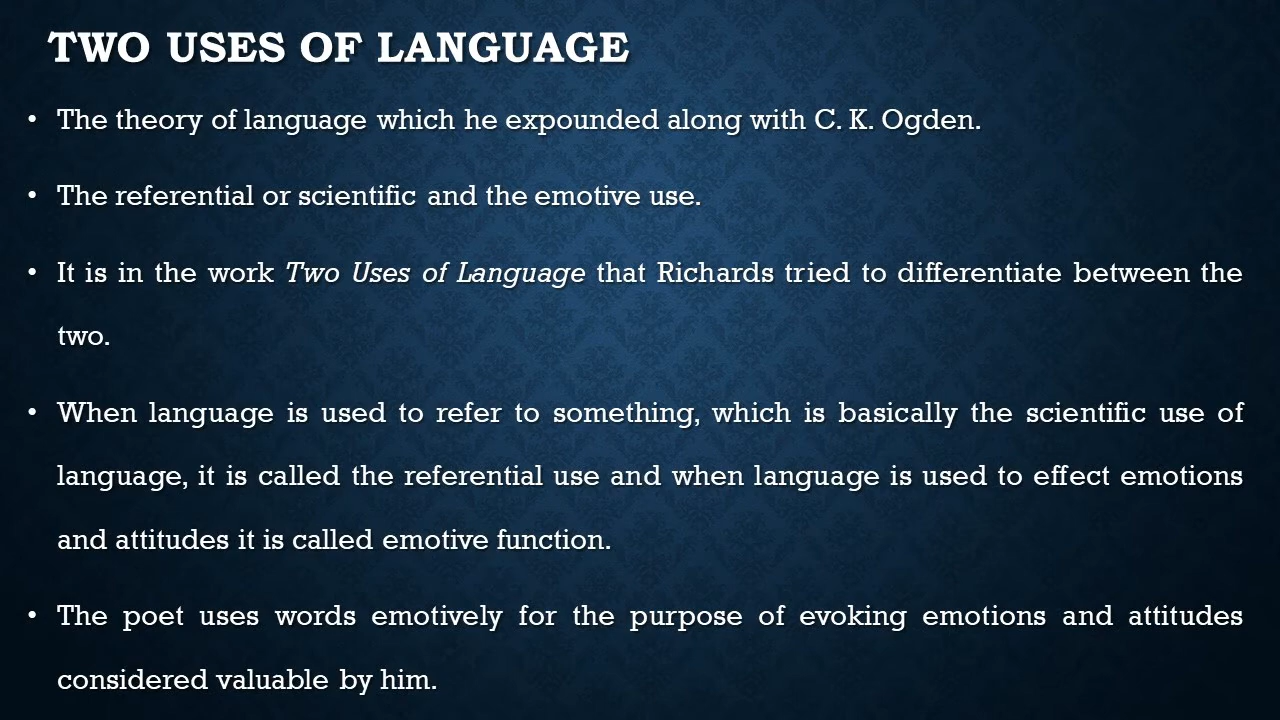 TWO USES OF LANGUAGE
• The theory of language which he expounded along with C. K. Ogden.
• The referential or scientific and the emotive use.
• It is in the work Two Uses of Language that Richards tried to differentiate between the
two.
• When language is used to refer to something, which is basically the scientific use of
language, it is called the referential use and when language is used to effect emotions
and attitudes it is called emotive function.
• The poet uses words emotively for the purpose of evoking emotions and attitudes
considered valuable by him.